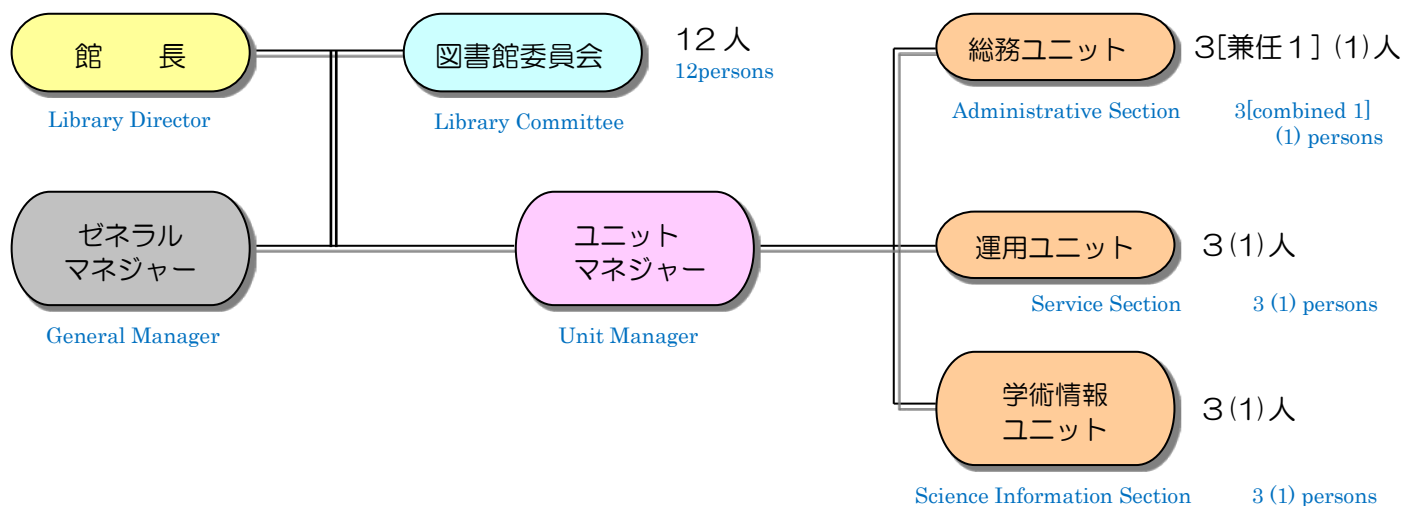 館　　長
図書館委員会
12人
12persons
総務ユニット
3[兼任1] (1)人
Library Director
Library Committee
Administrative Section
3[combined 1]
(1) persons
ゼネラル
マネジャー
ユニット
マネジャー
運用ユニット
3(1)人
General Manager
Unit Manager
Service Section
3 (1) persons
学術情報
ユニット
3(1)人
Science Information Section
3 (1) persons